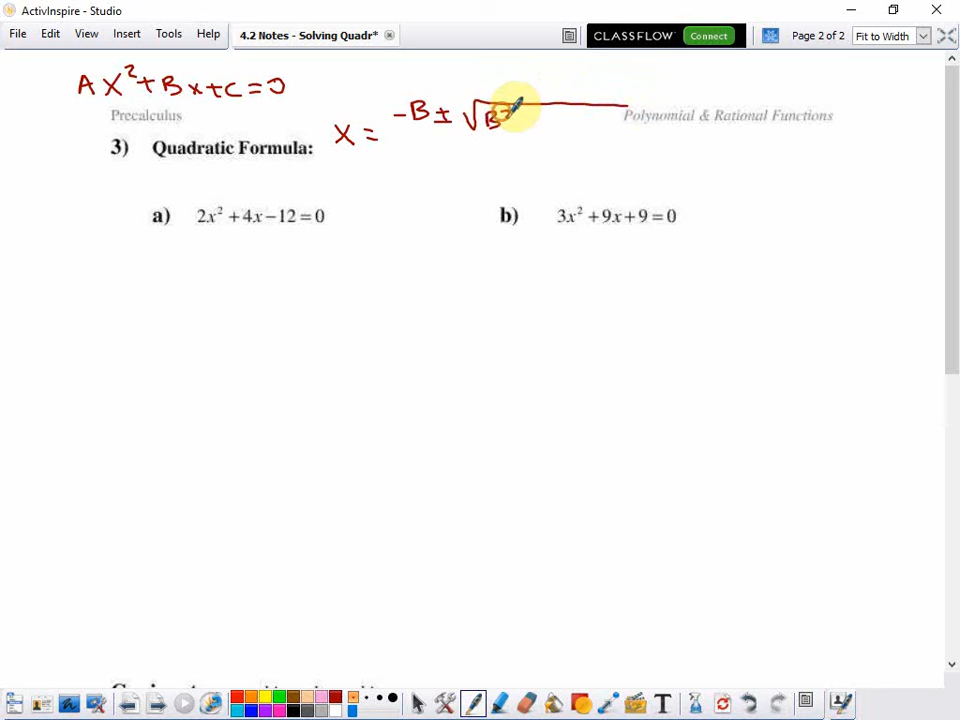 ActivInspire - Studio
File Edit View Insert Tools Help 4.2 Notes - Solving Quadr* CLASSFLOW Connect Page 2 of 2 Fit to Width
Ax²+Bx+C=0
Precalculus
Polynomial & Rational Functions
x = -B ± √B²
3) Quadratic Formula:
a) 2x² + 4x − 12 = 0
b) 3x² + 9x + 9 = 0